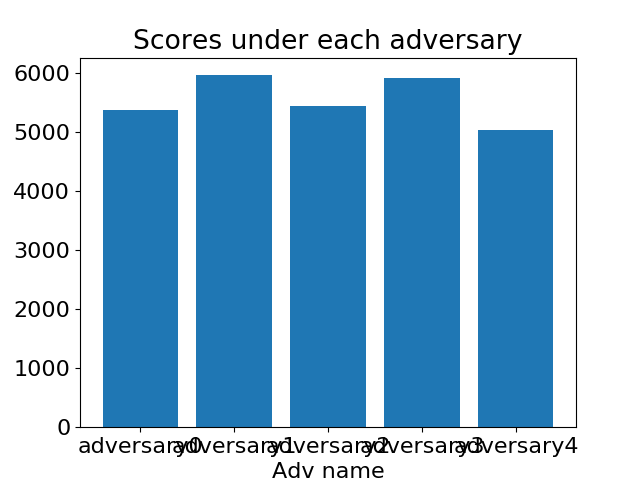 Scores under each adversary
6000
5000
4000
3000
2000
1000
0
adversary0 adversary1 adversary2 adversary3 adversary4
Adv name